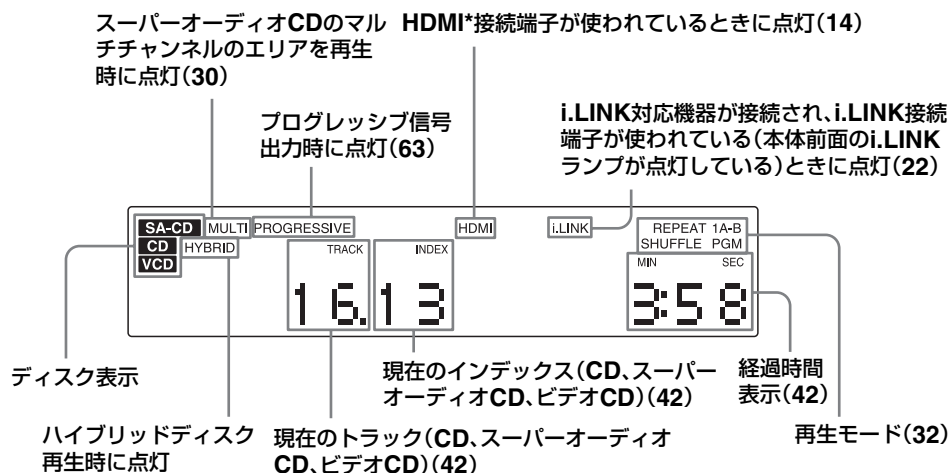 スーパーオーディオCDのマル
チチャンネルのエリアを再生
時に点灯(30)
HDMI*接続端子が使われているときに点灯(14)
プログレッシブ信号
出力時に点灯(63)
i.LINK対応機器が接続され、i.LINK接続
端子が使われている(本体前面のi.LINK
ランプが点灯している)ときに点灯(22)
SA-CD MULTI PROGRESSIVE HDMI i.LINK REPEAT 1A-B
CD HYBRID SHUFFLE PGM
VCD TRACK INDEX MIN SEC
16. 13 3:58
ディスク表示
現在のインデックス(CD、スーパー
オーディオCD、ビデオCD)(42)
経過時間
表示(42)
ハイブリッドディスク
再生時に点灯
現在のトラック(CD、スーパーオーディオ
CD、ビデオCD)(42)
再生モード(32)